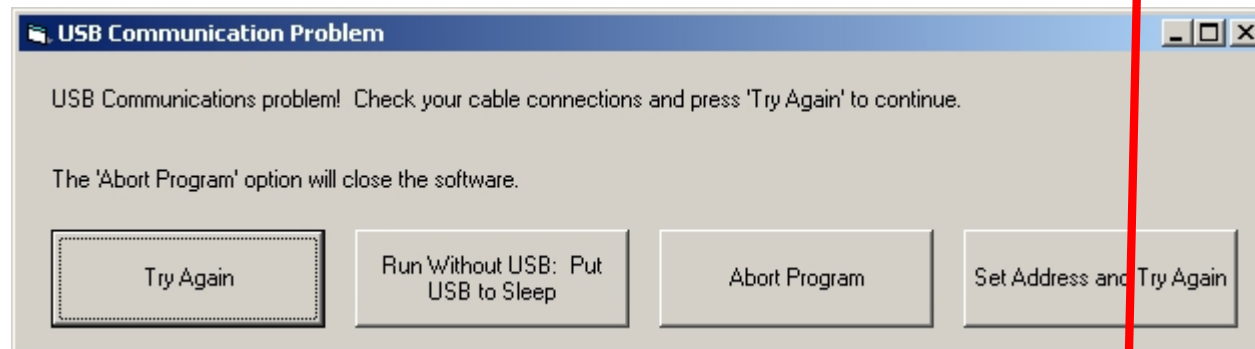 USB Communication Problem
USB Communications problem!  Check your cable connections and press 'Try Again' to continue.
The 'Abort Program' option will close the software.
Try Again
Run Without USB:  Put
USB to Sleep
Abort Program
Set Address and Try Again